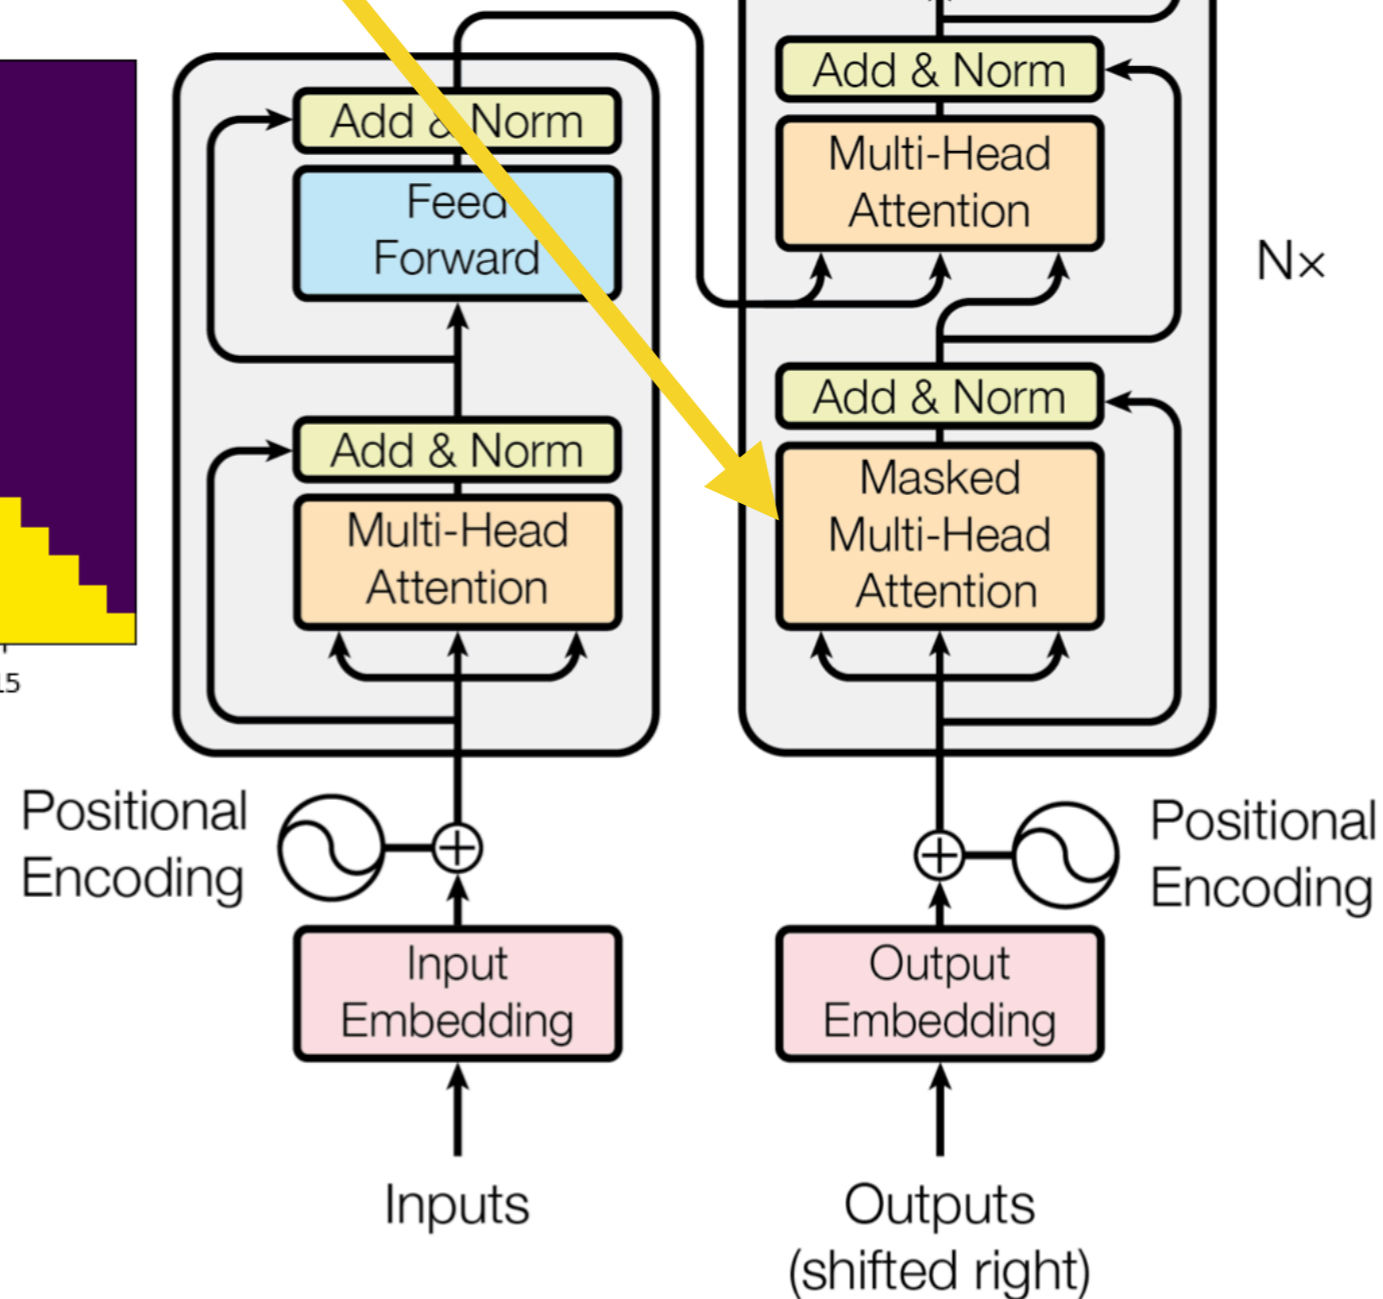 Add & Norm
Feed
Forward
Add & Norm
Multi-Head
Attention
Positional
Encoding
Input
Embedding
Inputs
Add & Norm
Multi-Head
Attention
N×
Add & Norm
Masked
Multi-Head
Attention
Positional
Encoding
Output
Embedding
Outputs
(shifted right)